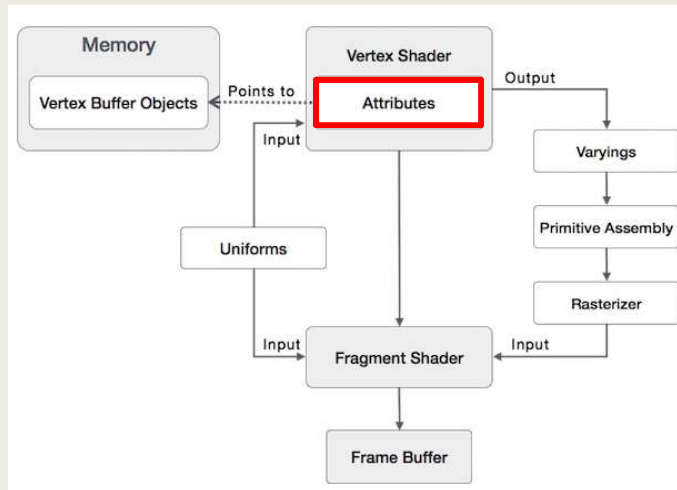 Memory
Vertex Shader
Vertex Buffer Objects
Points to
Attributes
Output
Input
Varyings
Uniforms
Primitive Assembly
Rasterizer
Input
Fragment Shader
Input
Frame Buffer